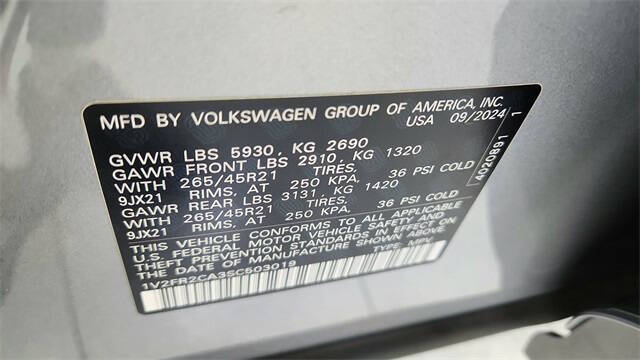 MFD BY VOLKSWAGEN GROUP OF AMERICA, INC.
USA 09/2024
GVWR LBS 5930, KG 2690
GAWR FRONT LBS 2910, KG 1320
WITH 265/45R21 TIRES,
9JX21 RIMS, AT 250 KPA, 36 PSI COLD
GAWR REAR LBS 3131, KG 1420
WITH 265/45R21 TIRES,
9JX21 RIMS, AT 250 KPA, 36 PSI COLD
THIS VEHICLE CONFORMS TO ALL APPLICABLE
U.S. FEDERAL MOTOR VEHICLE SAFETY AND
THEFT PREVENTION STANDARDS IN EFFECT ON
THE DATE OF MANUFACTURE SHOWN ABOVE.
1V2FR2CA3SC503019 TYPE: MPV
4020891 1